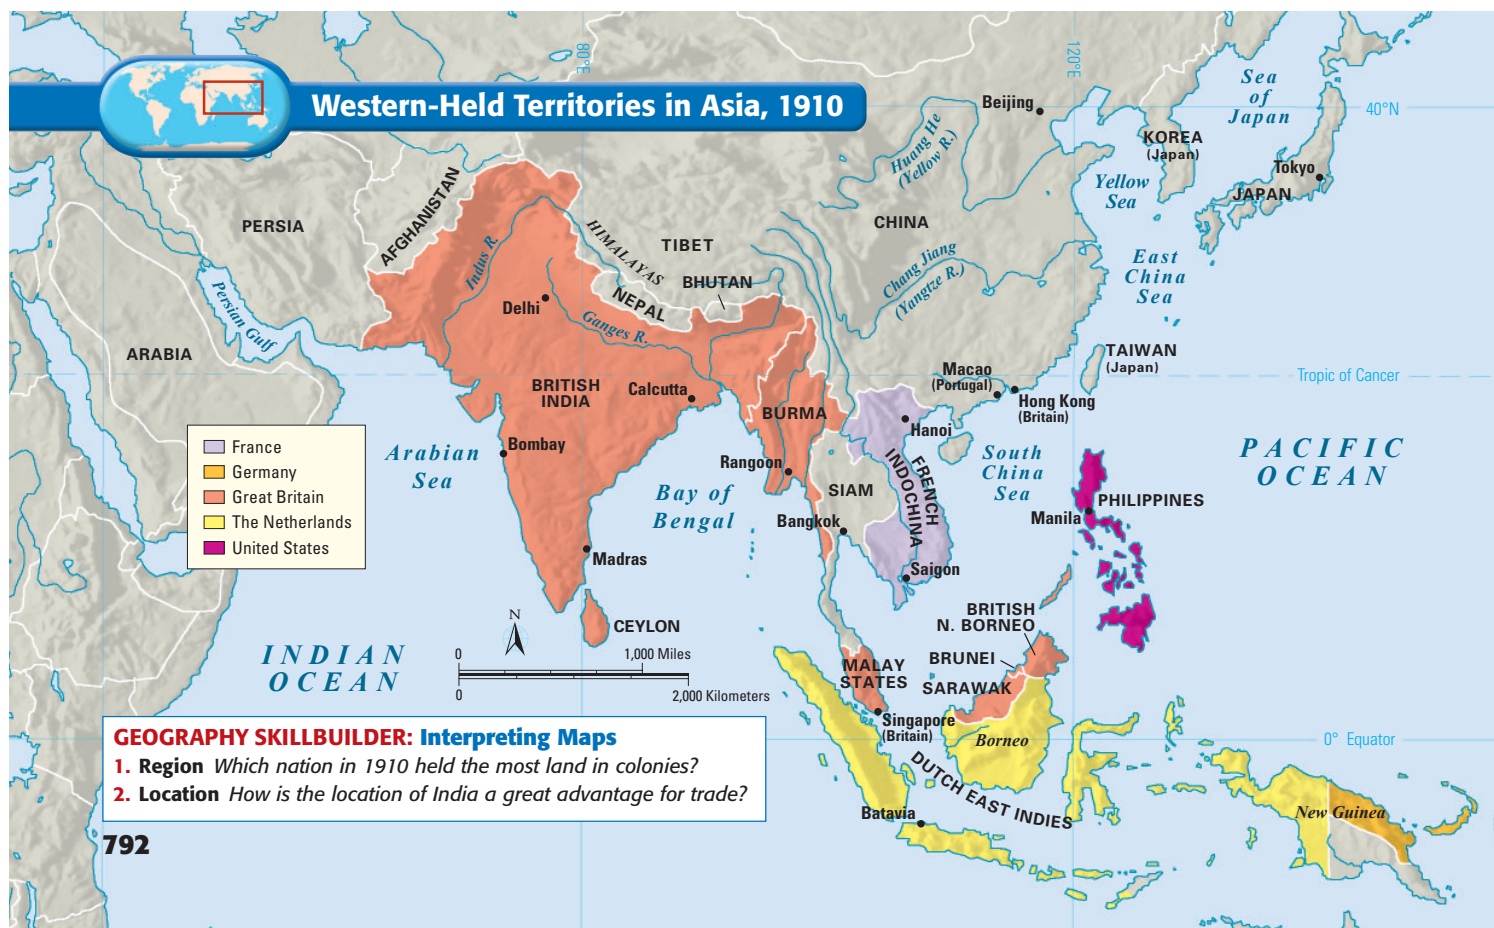 Western-Held Territories in Asia, 1910
80°E
120°E
40°N
Tropic of Cancer
0° Equator
Beijing
Sea
of
Japan
Huang He
(Yellow R.)
KOREA
(Japan)
Tokyo
JAPAN
Yellow
Sea
AFGHANISTAN
PERSIA
CHINA
Indus R.
HIMALAYAS
TIBET
BHUTAN
NEPAL
Chang Jiang
(Yangtze R.)
East
China
Sea
Persian Gulf
Delhi
Ganges R.
ARABIA
TAIWAN
(Japan)
BRITISH
INDIA
Calcutta
BURMA
Macao
(Portugal)
Hong Kong
(Britain)
Hanoi
France
Germany
Great Britain
The Netherlands
United States
Arabian
Sea
Bombay
Rangoon
Bay of
Bengal
SIAM
FRENCH
INDOCHINA
South
China
Sea
PACIFIC
OCEAN
PHILIPPINES
Manila
Bangkok
Madras
Saigon
CEYLON
N
0
1,000 Miles
0
2,000 Kilometers
INDIAN
OCEAN
BRITISH
N. BORNEO
BRUNEI
MALAY
STATES
SARAWAK
Singapore
(Britain)
Borneo
DUTCH EAST INDIES
Batavia
New Guinea
GEOGRAPHY SKILLBUILDER: Interpreting Maps
1. Region Which nation in 1910 held the most land in colonies?
2. Location How is the location of India a great advantage for trade?
792